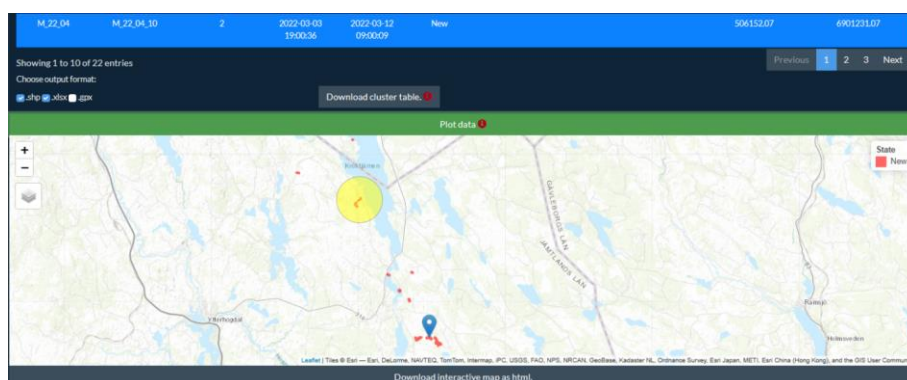 M_22_04 M_22_04_10 2 2022-03-03 19:00:36 2022-03-12 09:00:09 New 506152.07 6901231.07
Showing 1 to 10 of 22 entries
Previous 1 2 3 Next
Choose output format:
.shp .xlsx .gpx
Download cluster table.
Plot data
+
−
State
New
GÄVLEBORGS LÄN
JÄMTLANDS LÄN
Ytterhogdal
Ramsjö
Leaflet | Tiles © Esri — Esri, DeLorme, NAVTEQ, TomTom, Intermap, iPC, USGS, FAO, NPS, NRCAN, GeoBase, Kadaster NL, Ordnance Survey, Esri Japan, METI, Esri China (Hong Kong), and the GIS User Commun
Download interactive map as html.